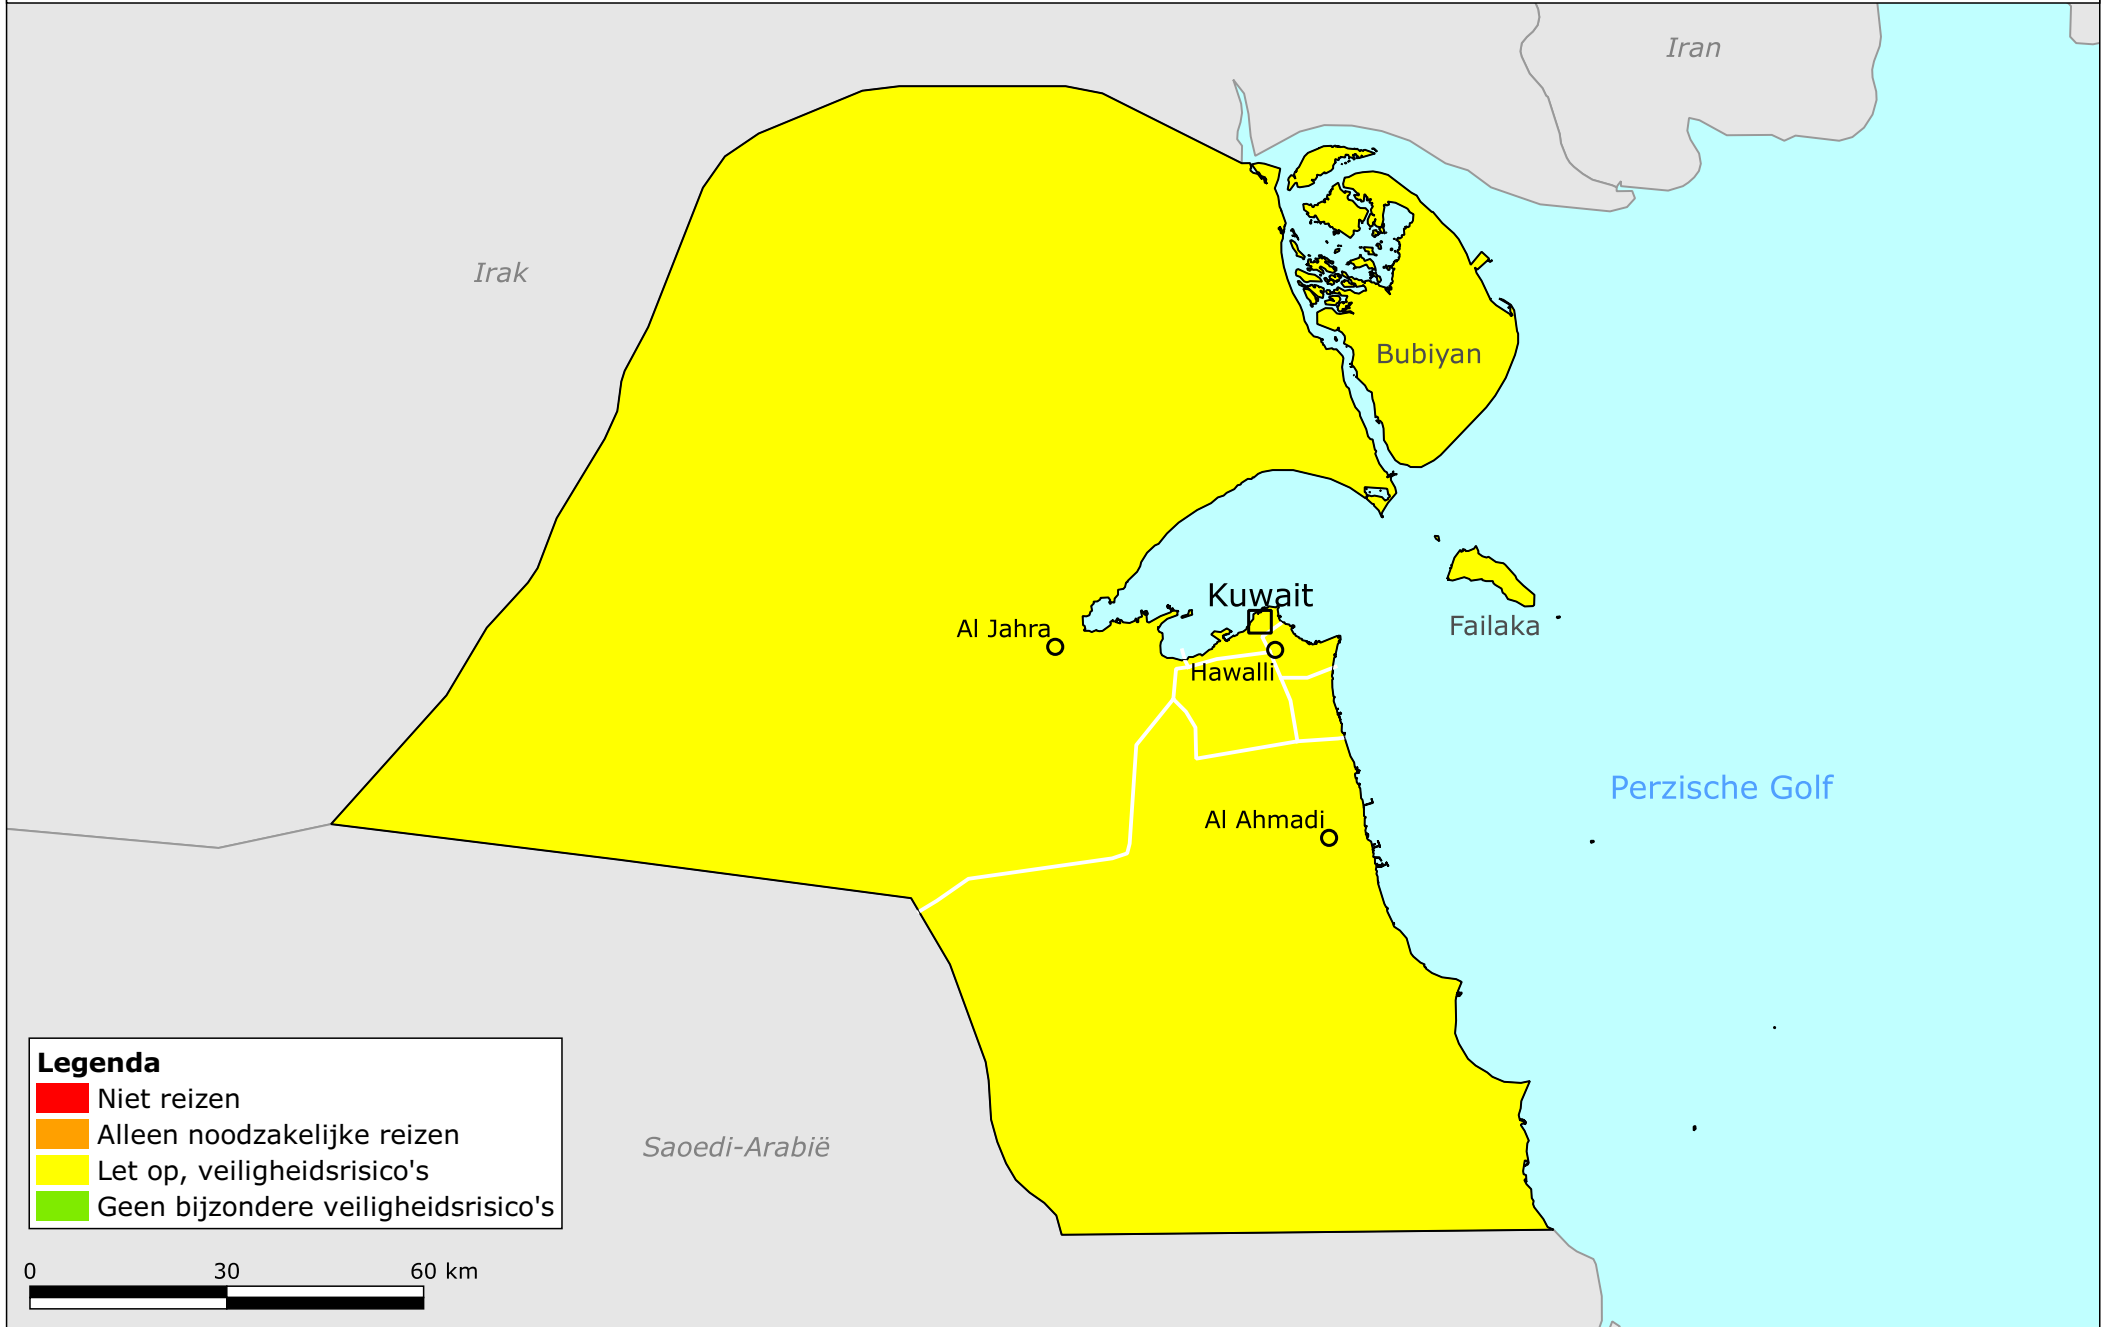 Iran
Irak
Bubiyan
Kuwait
Failaka
Al Jahra
Hawalli
Perzische Golf
Al Ahmadi
Saoedi-Arabië
Legenda
Niet reizen
Alleen noodzakelijke reizen
Let op, veiligheidsrisico's
Geen bijzondere veiligheidsrisico's
0 30 60 km